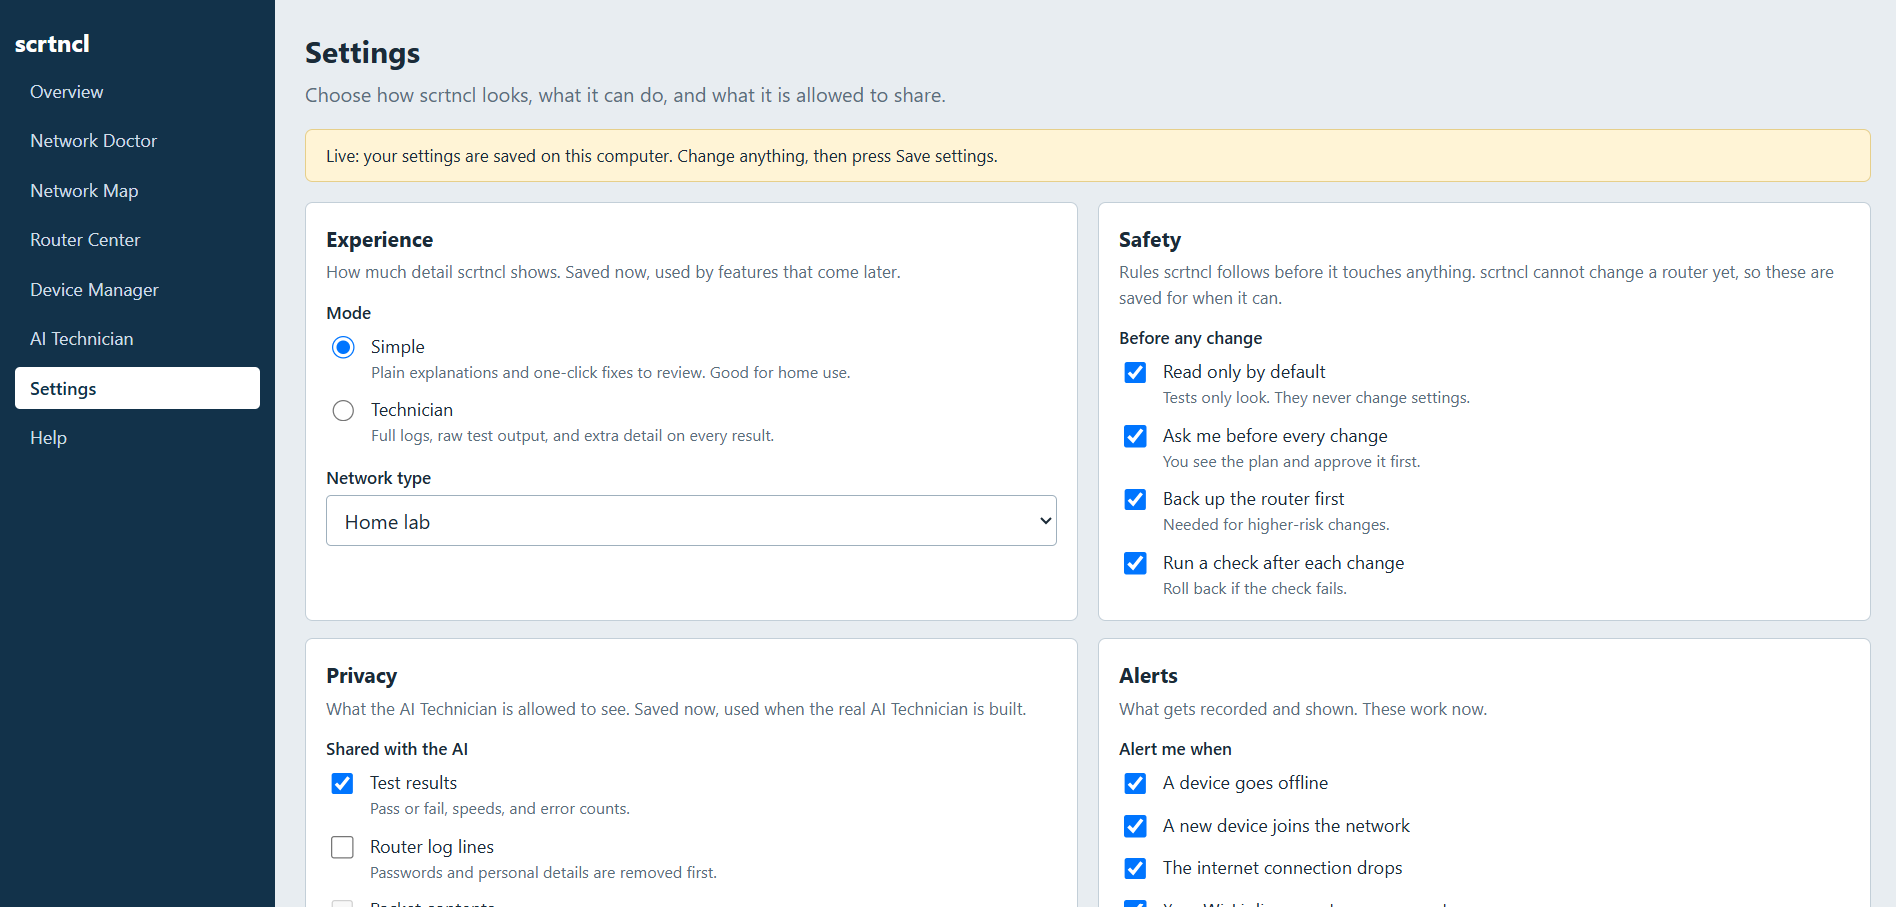 scrtncl
Overview
Network Doctor
Network Map
Router Center
Device Manager
AI Technician
Settings
Help
Settings
Choose how scrtncl looks, what it can do, and what it is allowed to share.
Live: your settings are saved on this computer. Change anything, then press Save settings.
Experience
How much detail scrtncl shows. Saved now, used by features that come later.
Mode
Simple
Plain explanations and one-click fixes to review. Good for home use.
Technician
Full logs, raw test output, and extra detail on every result.
Network type
Home lab
Safety
Rules scrtncl follows before it touches anything. scrtncl cannot change a router yet, so these are
saved for when it can.
Before any change
Read only by default
Tests only look. They never change settings.
Ask me before every change
You see the plan and approve it first.
Back up the router first
Needed for higher-risk changes.
Run a check after each change
Roll back if the check fails.
Privacy
What the AI Technician is allowed to see. Saved now, used when the real AI Technician is built.
Shared with the AI
Test results
Pass or fail, speeds, and error counts.
Router log lines
Passwords and personal details are removed first.
Packet contents
Alerts
What gets recorded and shown. These work now.
Alert me when
A device goes offline
A new device joins the network
The internet connection drops